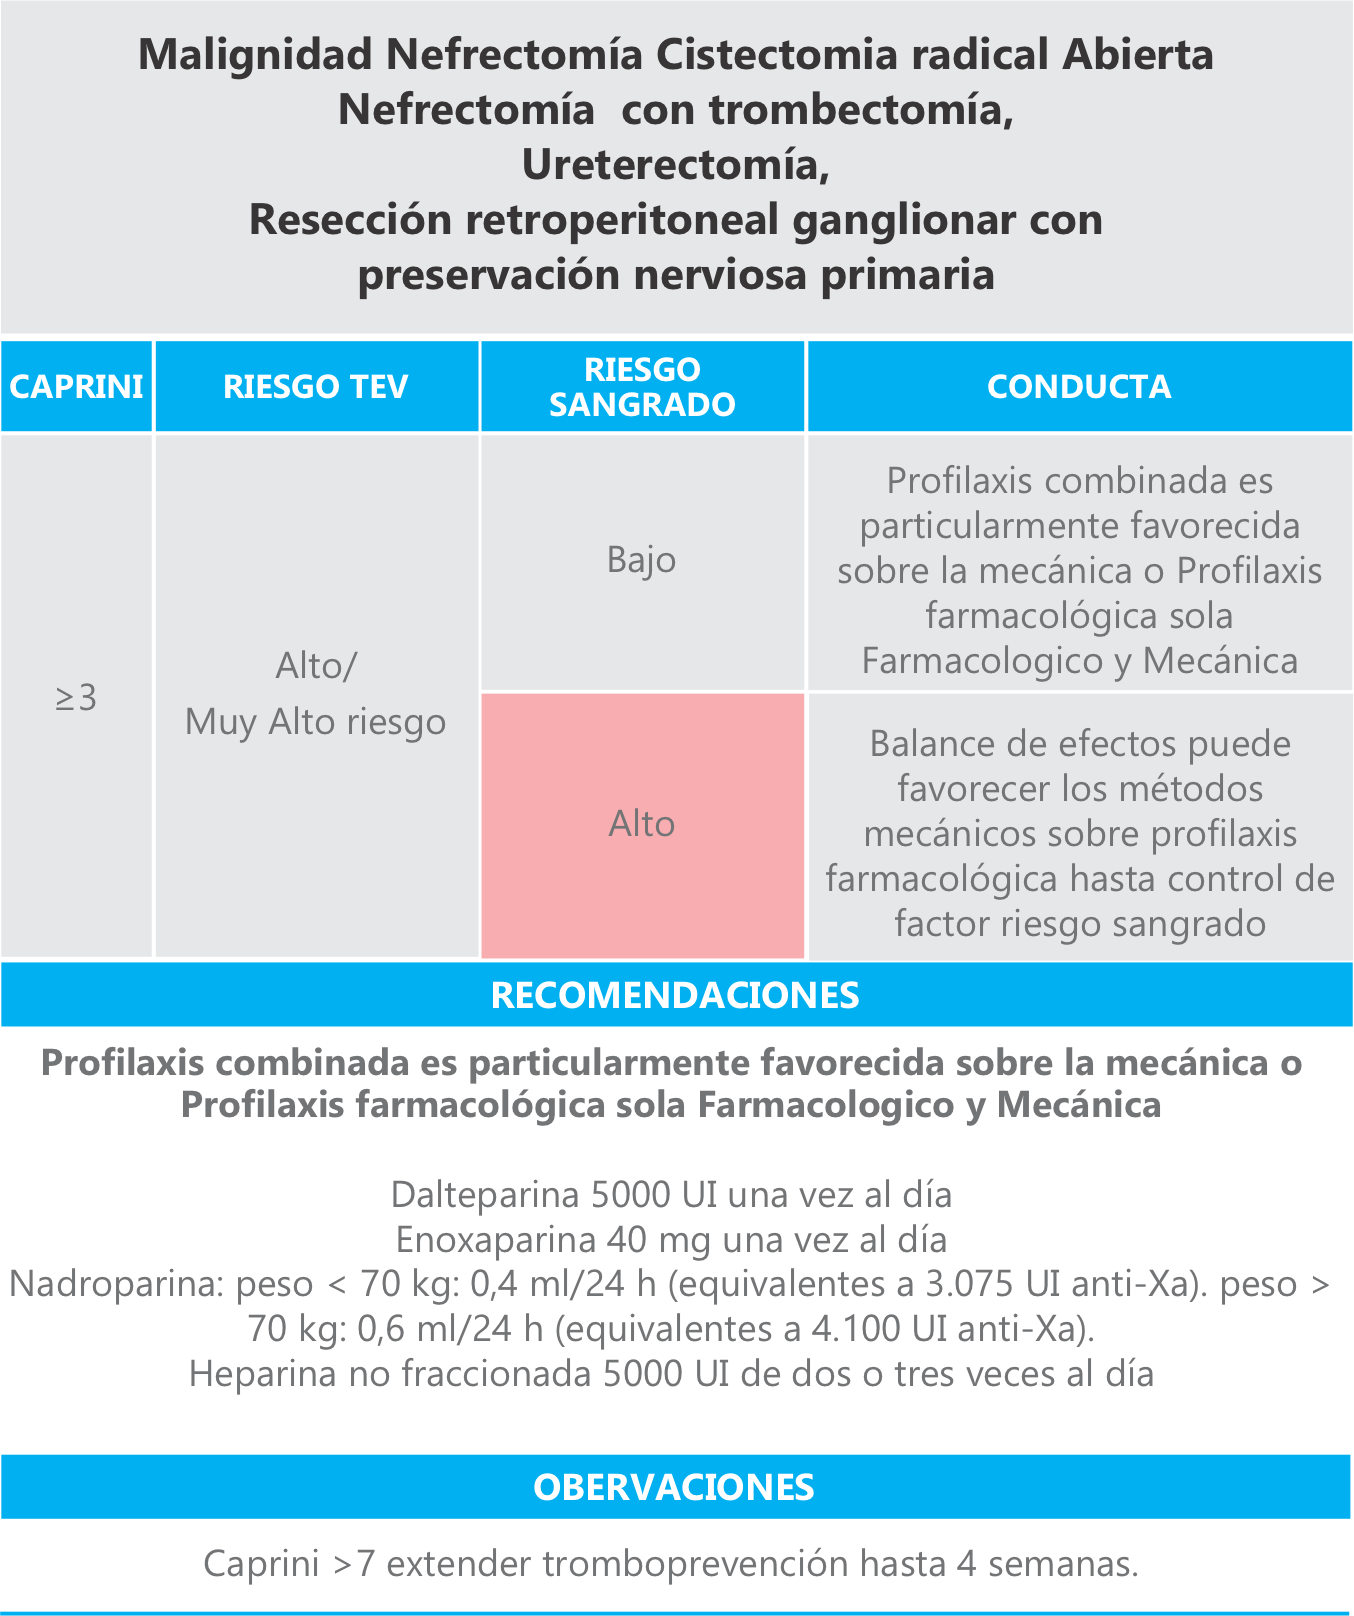 Malignidad Nefrectomía Cistectomia radical Abierta
Nefrectomía con trombectomía,
Ureterectomía,
Resección retroperitoneal ganglionar con
preservación nerviosa primaria
CAPRINI
RIESGO TEV
RIESGO
SANGRADO
CONDUCTA
≥3
Alto/
Muy Alto riesgo
Bajo
Profilaxis combinada es
particularmente favorecida
sobre la mecánica o Profilaxis
farmacológica sola
Farmacologico y Mecánica
Alto
Balance de efectos puede
favorecer los métodos
mecánicos sobre profilaxis
farmacológica hasta control de
factor riesgo sangrado
RECOMENDACIONES
Profilaxis combinada es particularmente favorecida sobre la mecánica o
Profilaxis farmacológica sola Farmacologico y Mecánica
Dalteparina 5000 UI una vez al día
Enoxaparina 40 mg una vez al día
Nadroparina: peso < 70 kg: 0,4 ml/24 h (equivalentes a 3.075 UI anti-Xa). peso >
70 kg: 0,6 ml/24 h (equivalentes a 4.100 UI anti-Xa).
Heparina no fraccionada 5000 UI de dos o tres veces al día
OBERVACIONES
Caprini >7 extender tromboprevención hasta 4 semanas.